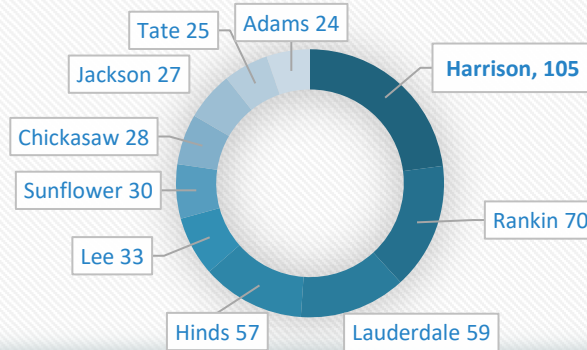 Adams 24
Tate 25
Harrison, 105
Jackson 27
Chickasaw 28
Sunflower 30
Rankin 70
Lee 33
Hinds 57
Lauderdale 59